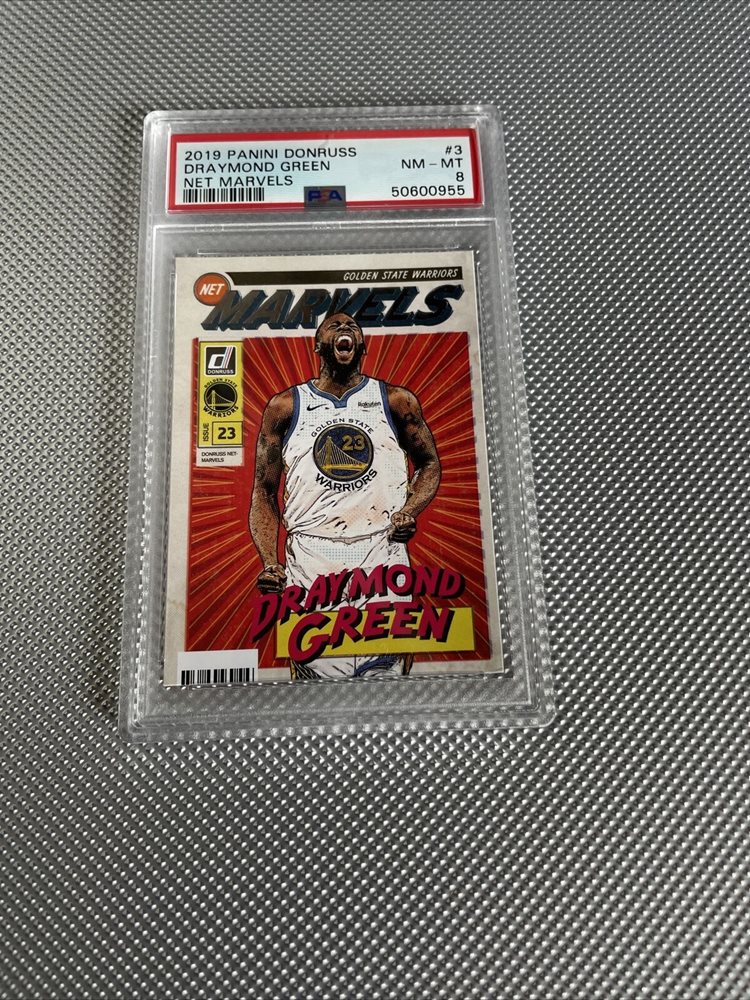 2019 PANINI DONRUSS #3
DRAYMOND GREEN NM - MT
NET MARVELS 8
PSA 50600955
GOLDEN STATE WARRIORS
NET
MARVELS
d
DONRUSS
GOLDEN STATE
WARRIORS
ISSUE 23
DONRUSS NET-
MARVELS
Rakuten
GOLDEN STATE
23
WARRIORS
DRAYMOND
GREEN